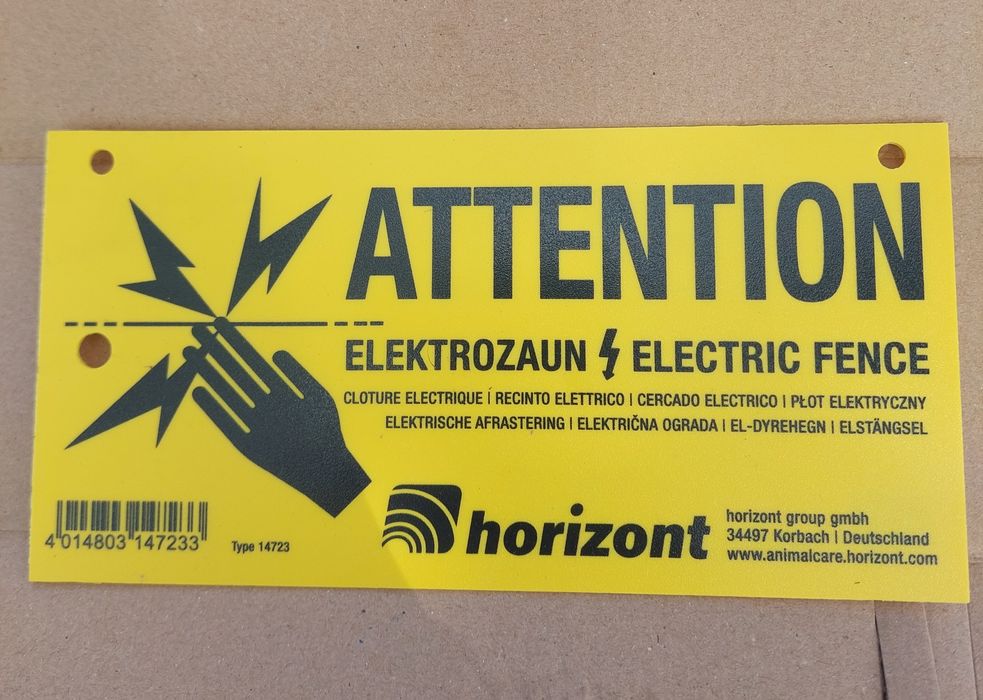 ATTENTION
ELEKTROZAUN ELECTRIC FENCE
CLOTURE ELECTRIQUE | RECINTO ELETTRICO | CERCADO ELECTRICO | PŁOT ELEKTRYCZNY
ELEKTRISCHE AFRASTERING | ELEKTRIČNA OGRADA | EL-DYREHEGN | ELSTÄNGSEL
4 014803 147233
Type 14723
horizont
horizont group gmbh
34497 Korbach | Deutschland
www.animalcare.horizont.com